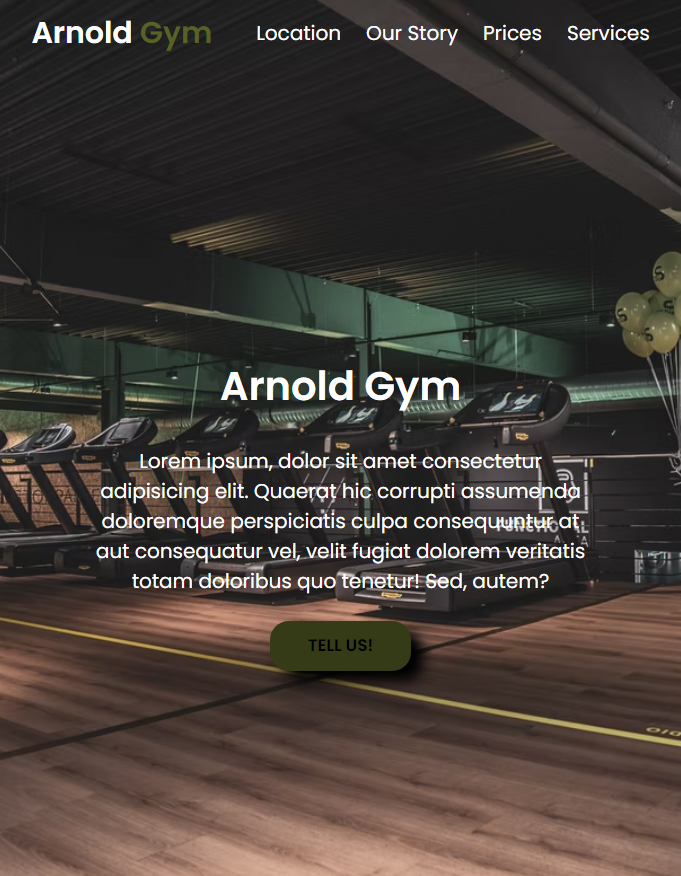 Arnold Gym
Location Our Story Prices Services
Arnold Gym
Lorem ipsum, dolor sit amet consectetur
adipisicing elit. Quaerat hic corrupti assumenda
doloremque perspiciatis culpa consequuntur at.
aut consequatur vel, velit fugiat dolorem veritatis
totam doloribus quo tenetur! Sed, autem?
TELL US!